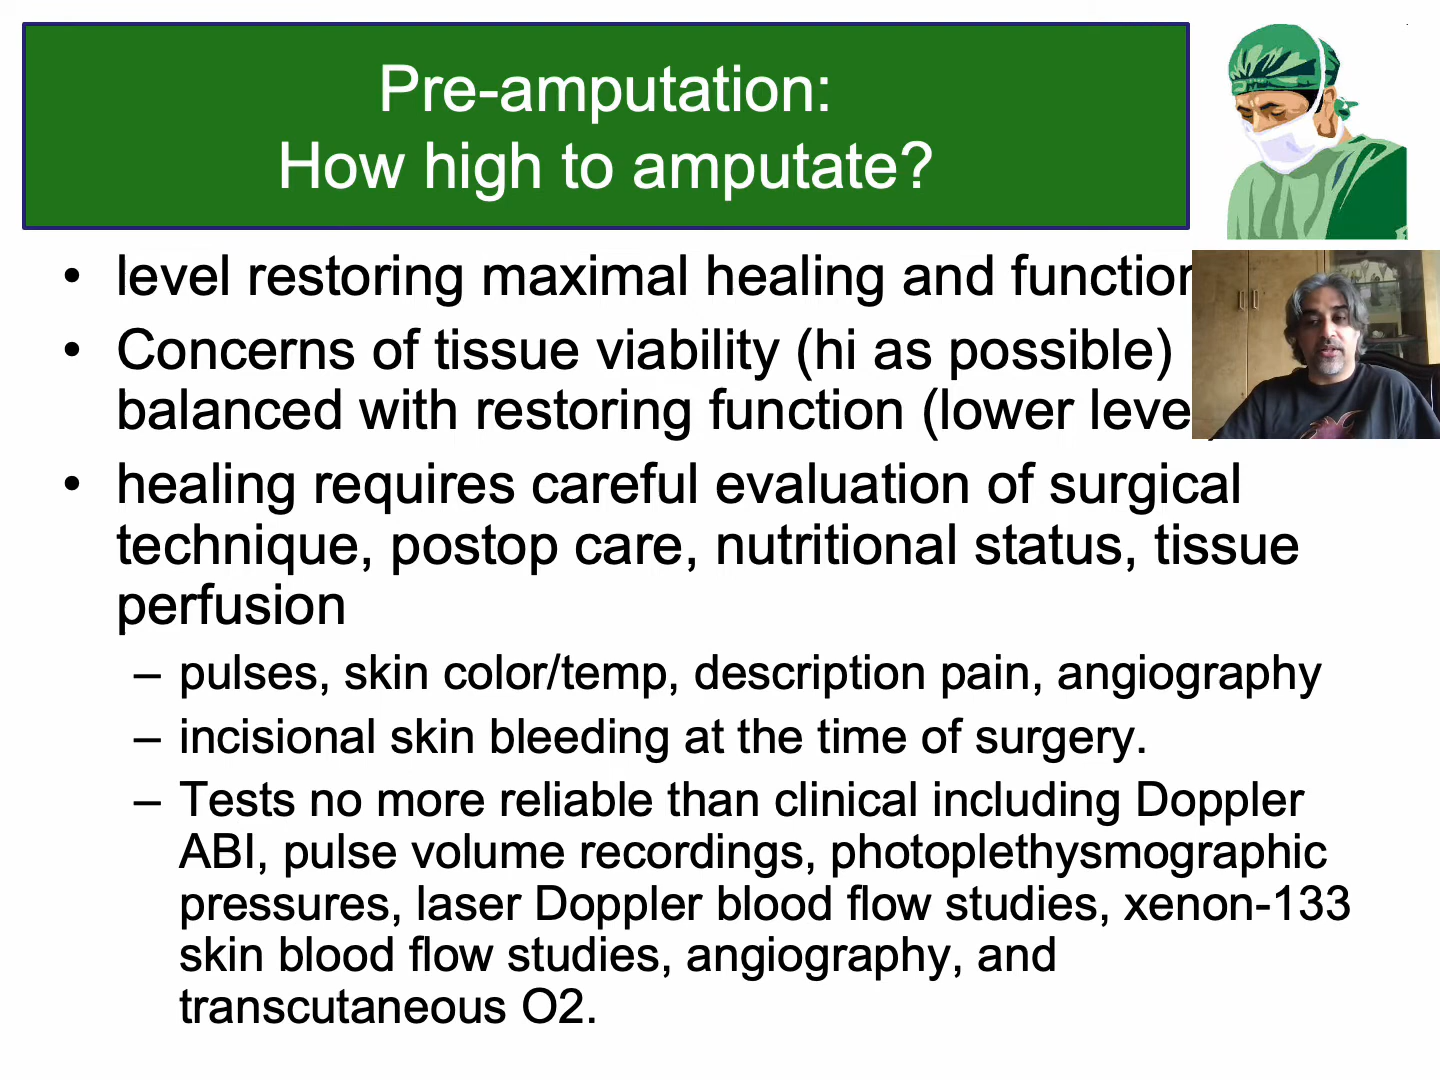 Pre-amputation:
How high to amputate?
• level restoring maximal healing and function
• Concerns of tissue viability (hi as possible)
balanced with restoring function (lower level
• healing requires careful evaluation of surgical
technique, postop care, nutritional status, tissue
perfusion
– pulses, skin color/temp, description pain, angiography
– incisional skin bleeding at the time of surgery.
– Tests no more reliable than clinical including Doppler
ABI, pulse volume recordings, photoplethysmographic
pressures, laser Doppler blood flow studies, xenon-133
skin blood flow studies, angiography, and
transcutaneous O2.